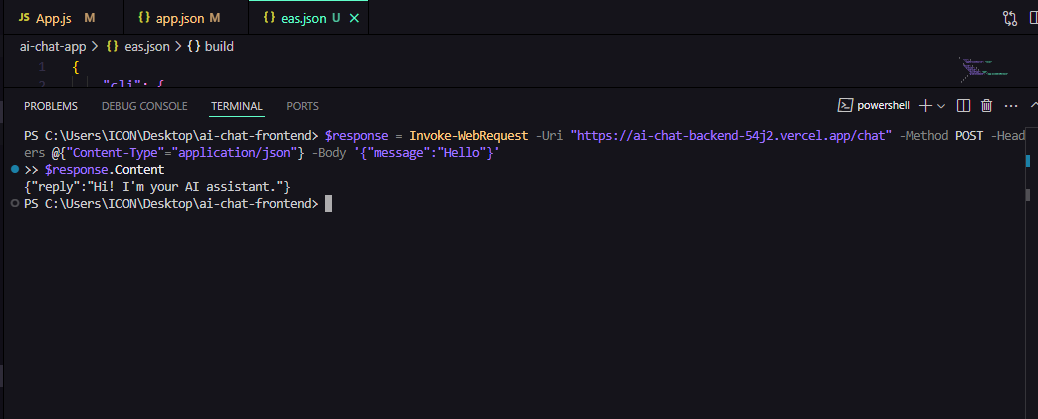 JS App.js M {} app.json M {} eas.json U ×
ai-chat-app > {} eas.json > {} build
1 {
2 "cli": {
PROBLEMS DEBUG CONSOLE TERMINAL PORTS powershell
PS C:\Users\ICON\Desktop\ai-chat-frontend> $response = Invoke-WebRequest -Uri "https://ai-chat-backend-54j2.vercel.app/chat" -Method POST -Head
ers @{"Content-Type"="application/json"} -Body '{"message":"Hello"}'
>> $response.Content
{"reply":"Hi! I'm your AI assistant."}
PS C:\Users\ICON\Desktop\ai-chat-frontend>